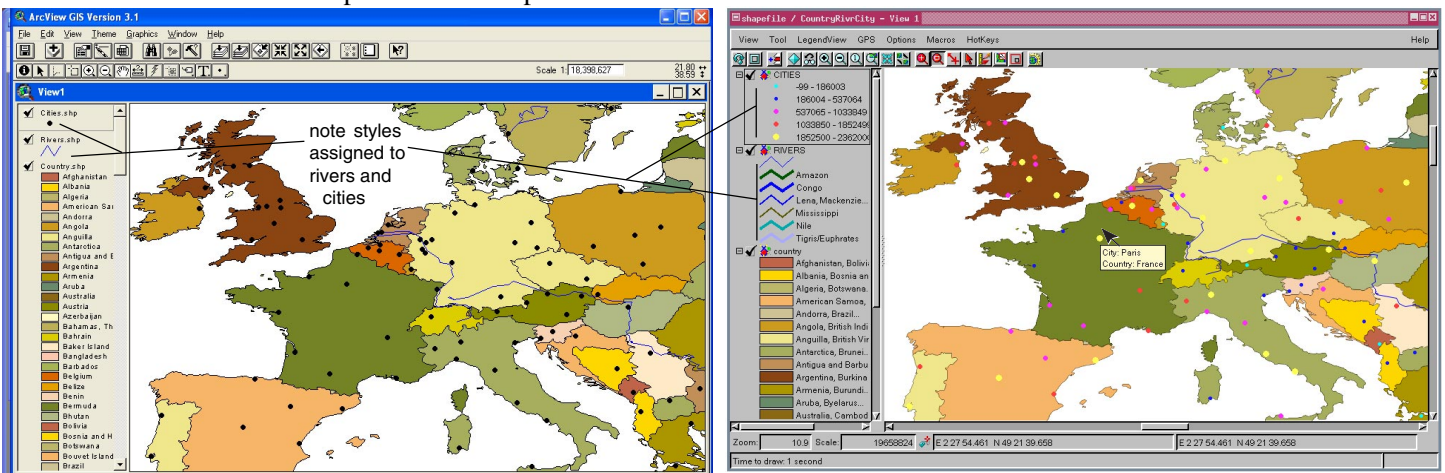 ArcView GIS Version 3.1
File Edit View Theme Graphics Window Help
Scale 1: 18,398,627
21.80
38.59
View1
Cities.shp
Rivers.shp
Country.shp
Afghanistan
Albania
Algeria
American Sar
Andorra
Angola
Anguilla
Antarctica
Antigua and E
Argentina
Armenia
Aruba
Australia
Austria
Azerbaijan
Bahamas, Th
Bahrain
Baker Island
Bangladesh
Barbados
Belgium
Belize
Benin
Bermuda
Bhutan
Bolivia
Bosnia and H
Botswana
Bouvet Island
Brazil
note styles
assigned to
rivers and
cities
shapefile / CountryRivrCity - View 1
View Tool LegendView GPS Options Macros HotKeys Help
CITIES
-99 - 186003
186004 - 537064
537065 - 1033849
1033850 - 1852499
1852500 - 2362000
RIVERS
Amazon
Congo
Lena, Mackenzie...
Mississippi
Nile
Tigris/Euphrates
country
Afghanistan, Bolivi
Albania, Bosnia an
Algeria, Botswana.
American Samoa,
Andorra, Brazil...
Angola, British Indi
Anguilla, British Vir
Antarctica, Brunei..
Antigua and Barbu
Argentina, Burkina
Armenia, Burundi..
Aruba, Byelarus...
Australia, Cambod
City: Paris
Country: France
Zoom: 10.9 Scale: 19658824 E 2 27 54.461 N 49 21 39.658 E 2 27 54.461 N 49 21 39.658
Time to draw: 1 second